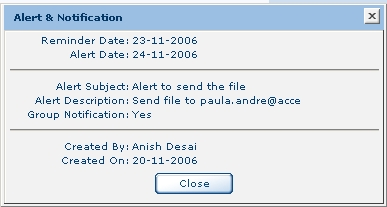 Alert & Notification
Reminder Date: 23-11-2006
Alert Date: 24-11-2006
Alert Subject: Alert to send the file
Alert Description: Send file to paula.andre@acce
Group Notification: Yes
Created By: Anish Desai
Created On: 20-11-2006
Close